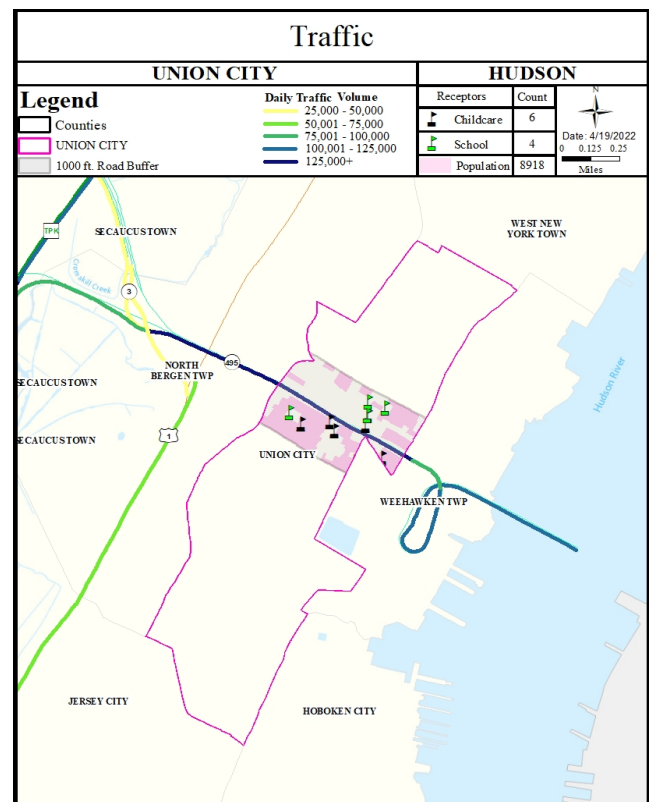 Traffic
UNION CITY
HUDSON
Legend
Counties
UNION CITY
1000 ft. Road Buffer
Daily Traffic Volume
25,000 - 50,000
50,001 - 75,000
75,001 - 100,000
100,001 - 125,000
125,000+
Receptors Count
Childcare 6
School 4
Population 8918
N
Date: 4/19/2022
0 0.125 0.25
Miles
WEST NEW
YORK TOWN
SECAUCUS TOWN
TPK
Cromakill Creek
3
495
NORTH
BERGEN TWP
SECAUCUS TOWN
Hudson River
1
SECAUCUS TOWN
UNION CITY
WEEHAWKEN TWP
JERSEY CITY
HOBOKEN CITY